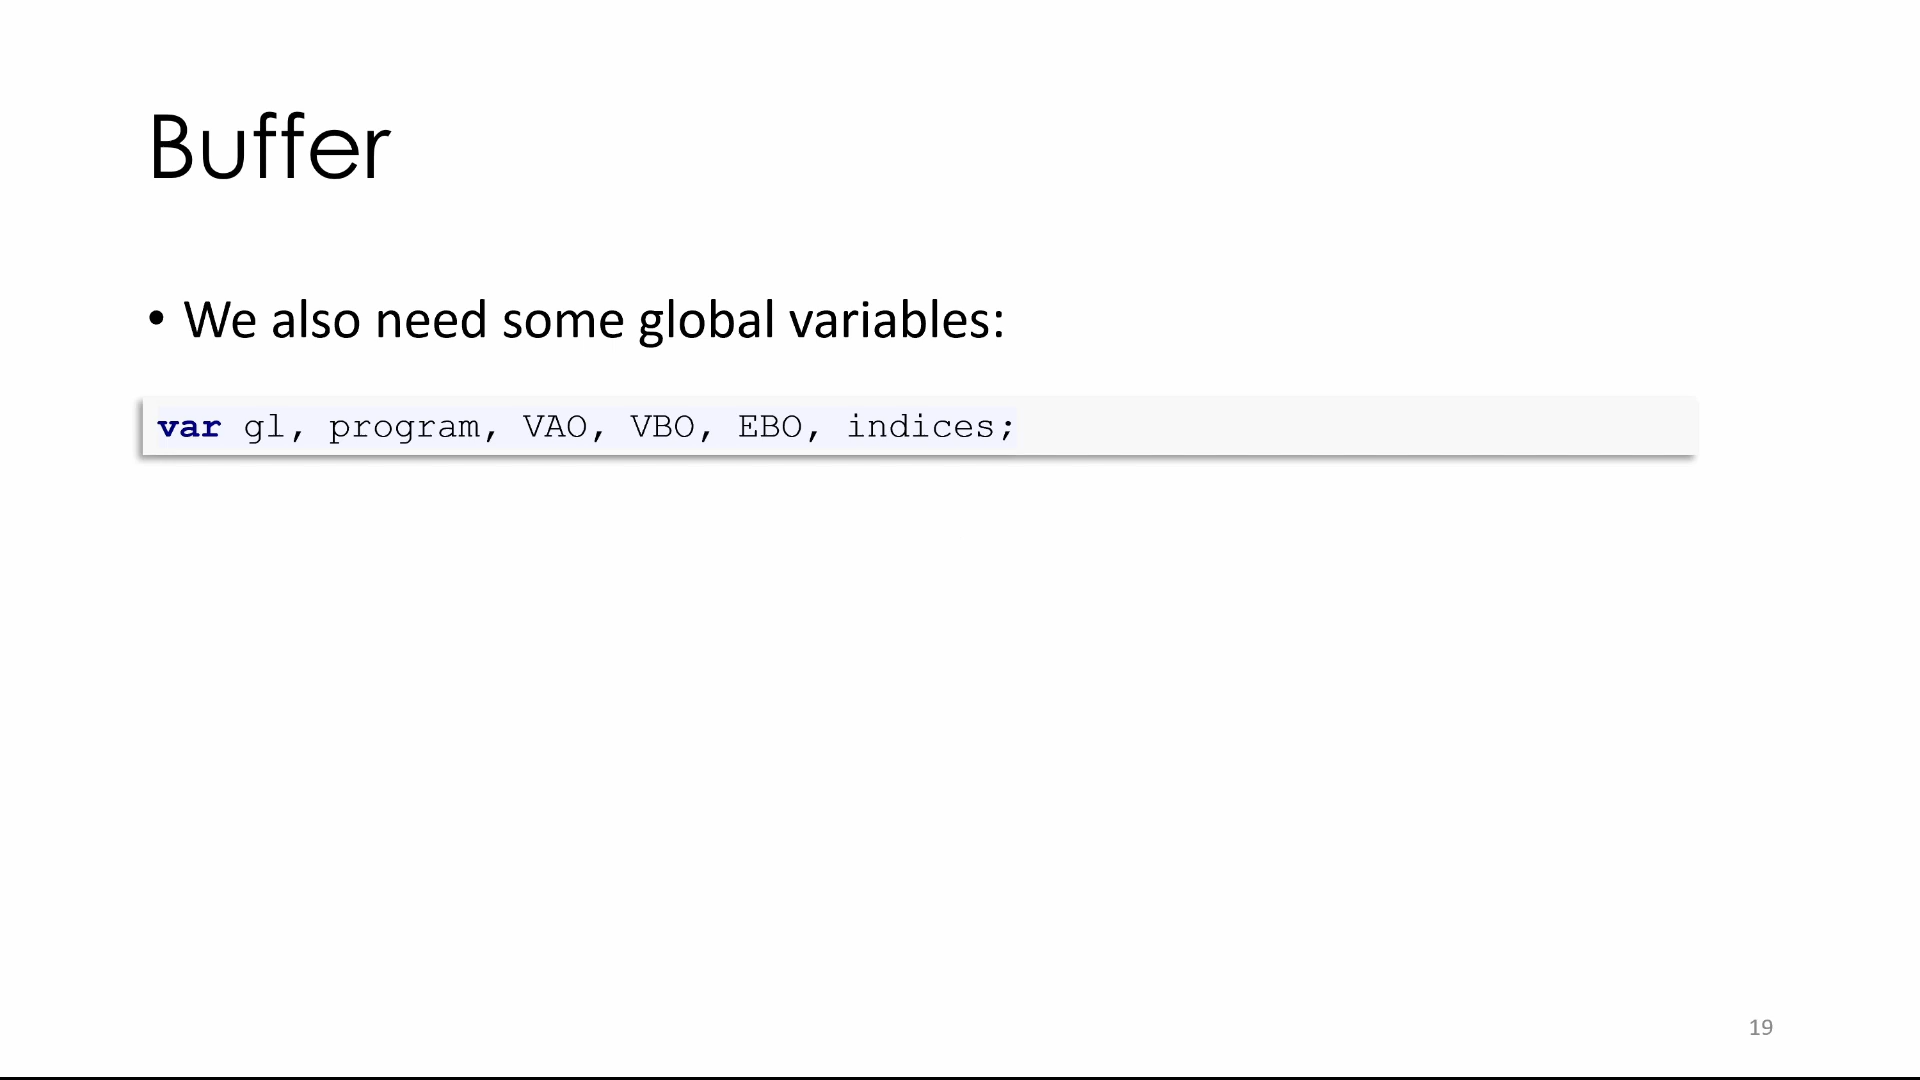 Buffer
• We also need some global variables:
var gl, program, VAO, VBO, EBO, indices;
19